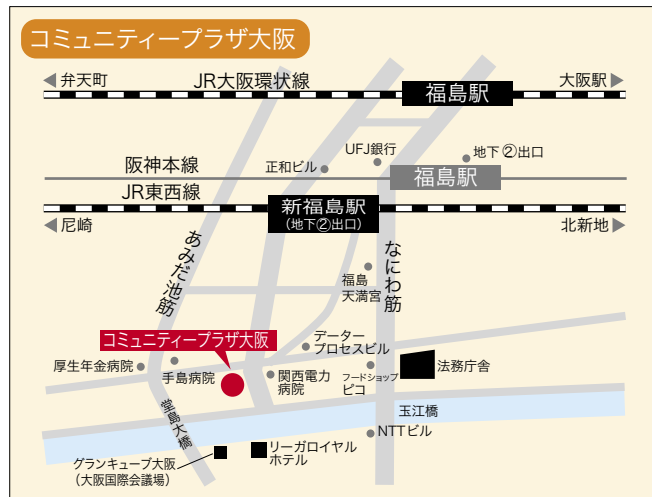 コミュニティープラザ大阪
弁天町
JR大阪環状線
福島駅
大阪駅
UFJ銀行
地下②出口
正和ビル
阪神本線
福島駅
JR東西線
新福島駅
(地下②出口)
尼崎
北新地
あみだ池筋
なにわ筋
福島
天満宮
コミュニティープラザ大阪
データー
プロセスビル
厚生年金病院
手島病院
関西電力
病院
フードショップ
ピコ
法務庁舎
堂島大橋
玉江橋
NTTビル
リーガロイヤル
ホテル
グランキューブ大阪
(大阪国際会議場)